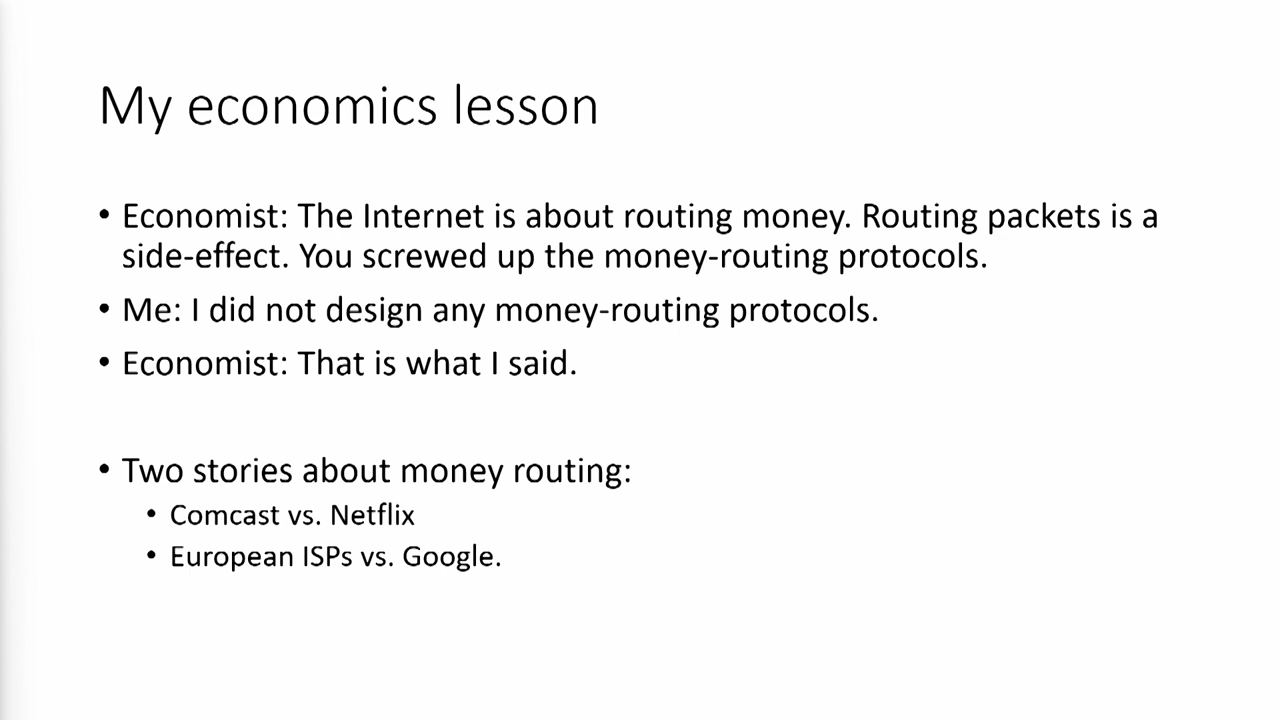 My economics lesson
• Economist: The Internet is about routing money. Routing packets is a
side-effect. You screwed up the money-routing protocols.
• Me: I did not design any money-routing protocols.
• Economist: That is what I said.
• Two stories about money routing:
• Comcast vs. Netflix
• European ISPs vs. Google.